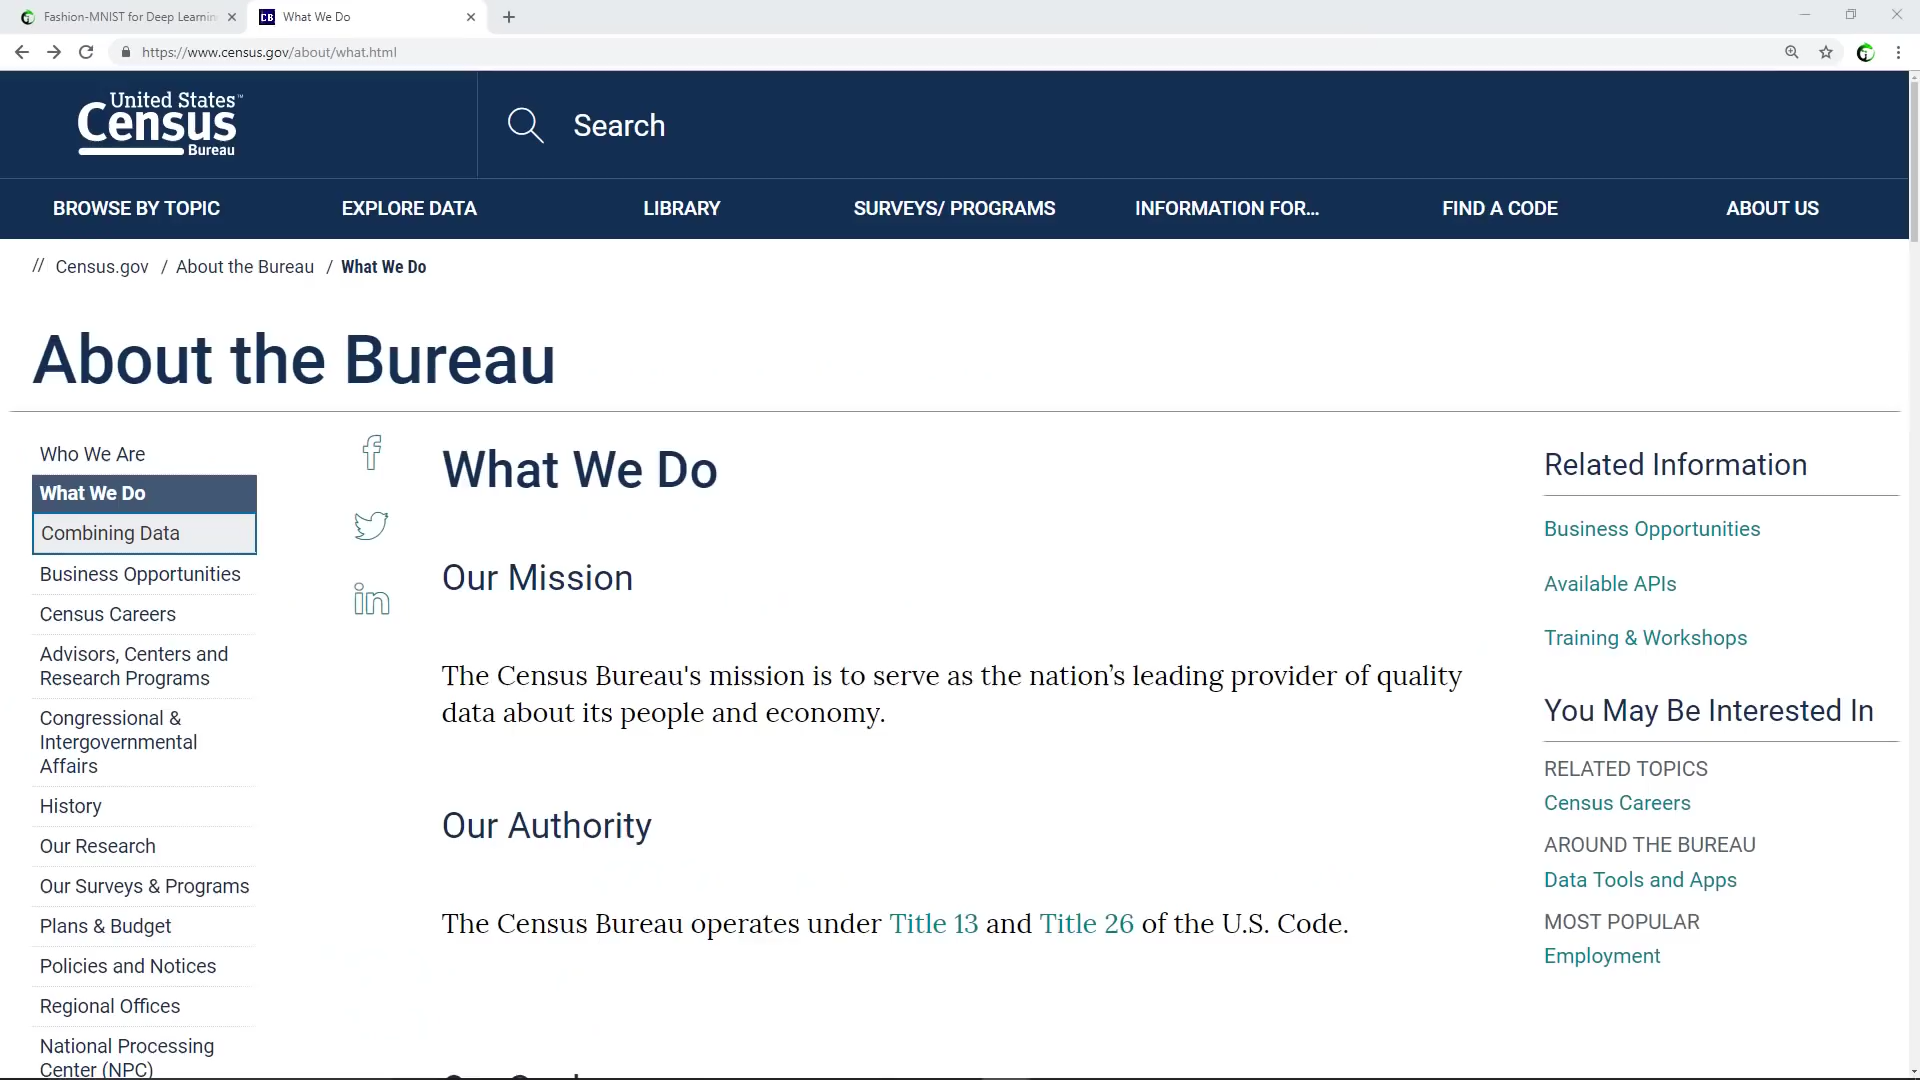 Fashion-MNIST for Deep Learnin
What We Do
https://www.census.gov/about/what.html
United States™
Census
Bureau
Search
BROWSE BY TOPIC
EXPLORE DATA
LIBRARY
SURVEYS/ PROGRAMS
INFORMATION FOR...
FIND A CODE
ABOUT US
// Census.gov / About the Bureau / What We Do
About the Bureau
Who We Are
What We Do
Combining Data
Business Opportunities
Census Careers
Advisors, Centers and
Research Programs
Congressional &
Intergovernmental
Affairs
History
Our Research
Our Surveys & Programs
Plans & Budget
Policies and Notices
Regional Offices
National Processing
Center (NPC)
What We Do
Our Mission
The Census Bureau's mission is to serve as the nation’s leading provider of quality
data about its people and economy.
Our Authority
The Census Bureau operates under Title 13 and Title 26 of the U.S. Code.
Related Information
Business Opportunities
Available APIs
Training & Workshops
You May Be Interested In
RELATED TOPICS
Census Careers
AROUND THE BUREAU
Data Tools and Apps
MOST POPULAR
Employment